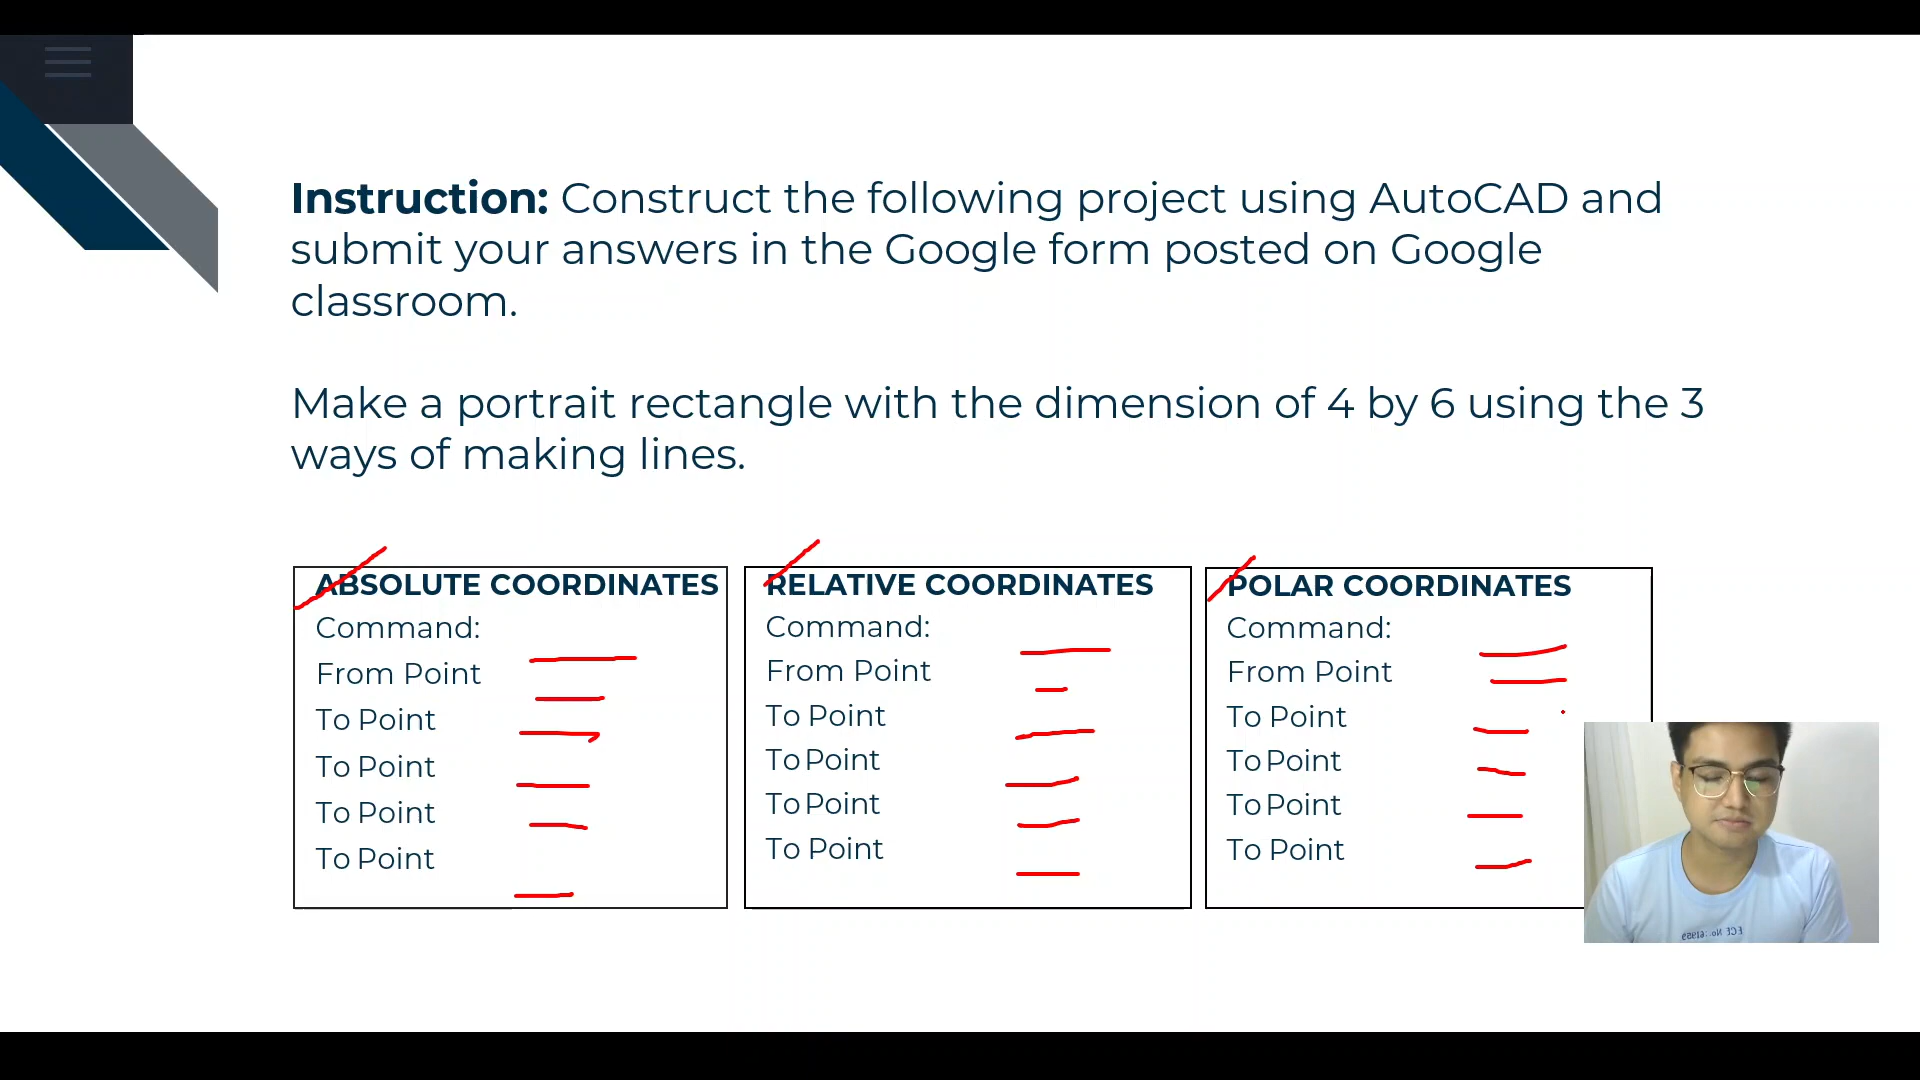 Instruction: Construct the following project using AutoCAD and
submit your answers in the Google form posted on Google
classroom.
Make a portrait rectangle with the dimension of 4 by 6 using the 3
ways of making lines.
ABSOLUTE COORDINATES
Command:
From Point
To Point
To Point
To Point
To Point
RELATIVE COORDINATES
Command:
From Point
To Point
To Point
To Point
To Point
POLAR COORDINATES
Command:
From Point
To Point
To Point
To Point
To Point
ECE No.